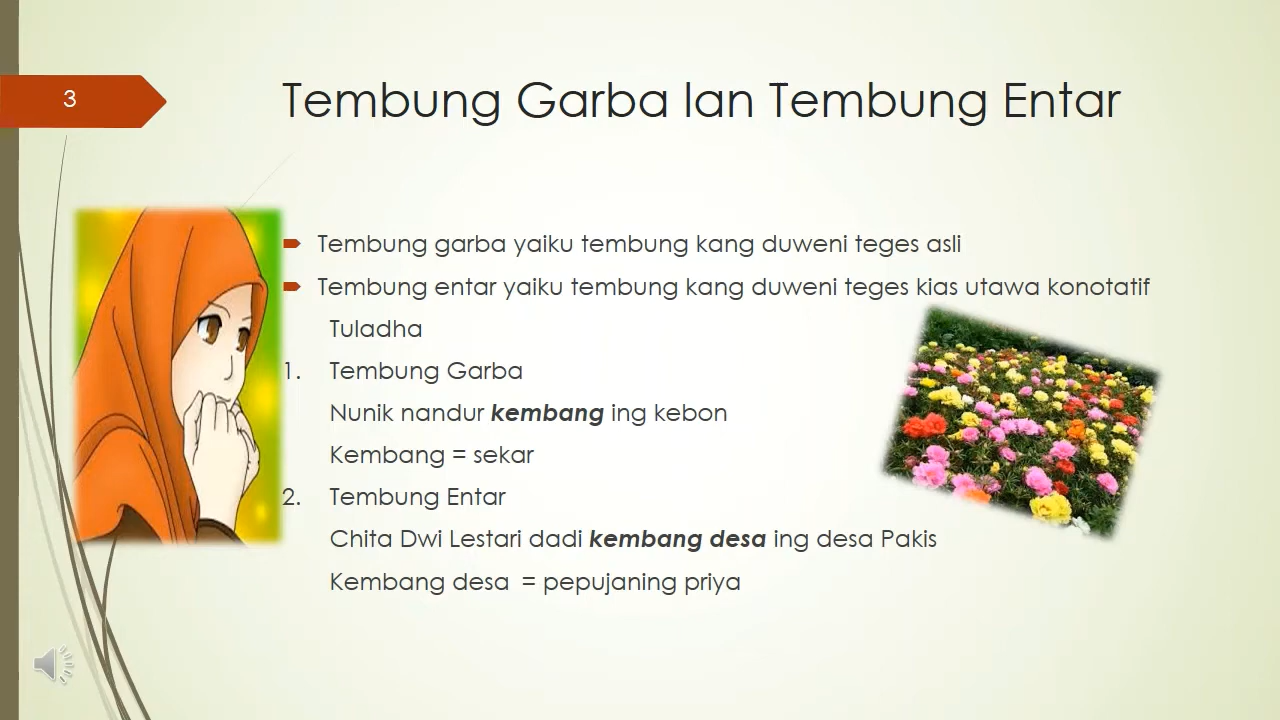 3
Tembung Garba lan Tembung Entar
Tembung garba yaiku tembung kang duweni teges asli
Tembung entar yaiku tembung kang duweni teges kias utawa konotatif
Tuladha
1. Tembung Garba
Nunik nandur kembang ing kebon
Kembang = sekar
2. Tembung Entar
Chita Dwi Lestari dadi kembang desa ing desa Pakis
Kembang desa = pepujaning priya